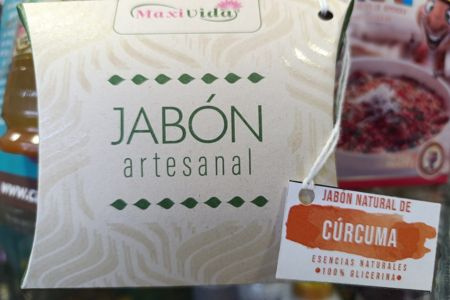 MaxiVida
JABÓN
artesanal
JABÓN NATURAL DE
CÚRCUMA
ESENCIAS NATURALES
•100% GLICERINA•